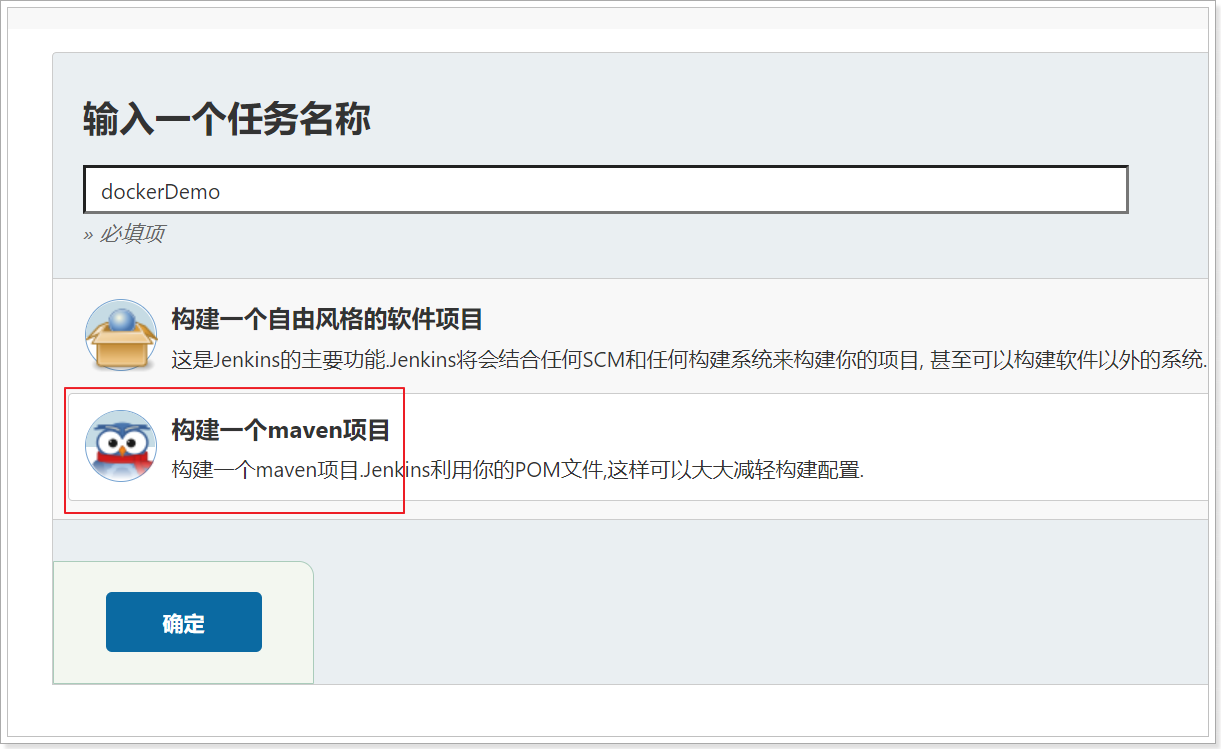 输入一个任务名称
dockerDemo
» 必填项
构建一个自由风格的软件项目
这是Jenkins的主要功能.Jenkins将会结合任何SCM和任何构建系统来构建你的项目, 甚至可以构建软件以外的系统.
构建一个maven项目
构建一个maven项目.Jenkins利用你的POM文件,这样可以大大减轻构建配置.
确定